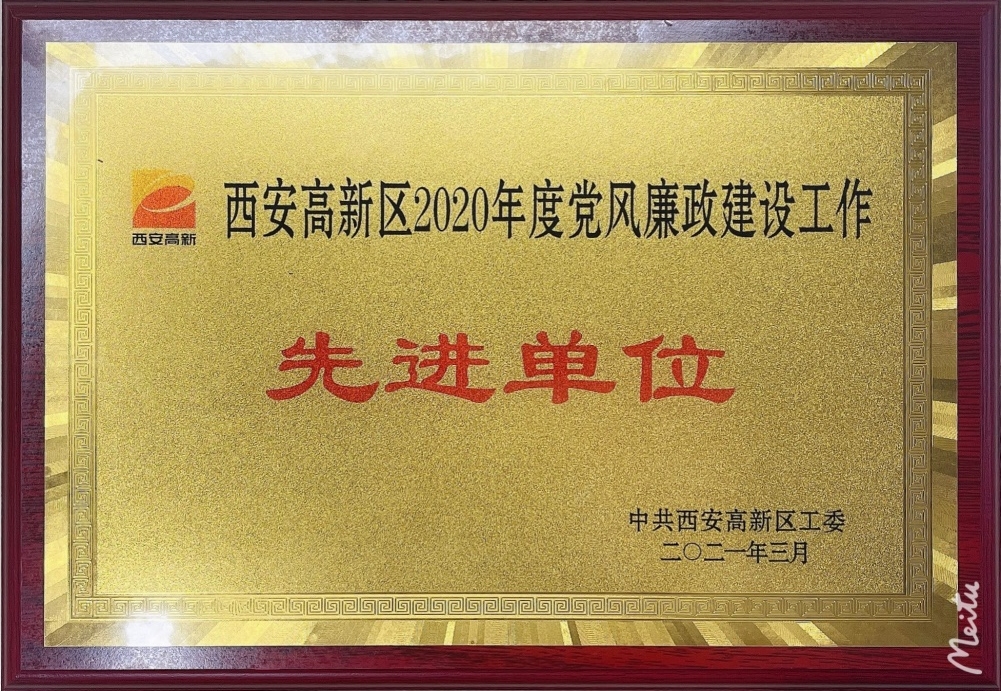 西安高新
西安高新区2020年度党风廉政建设工作
先进单位
中共西安高新区工委
二〇二一年三月
Meitu